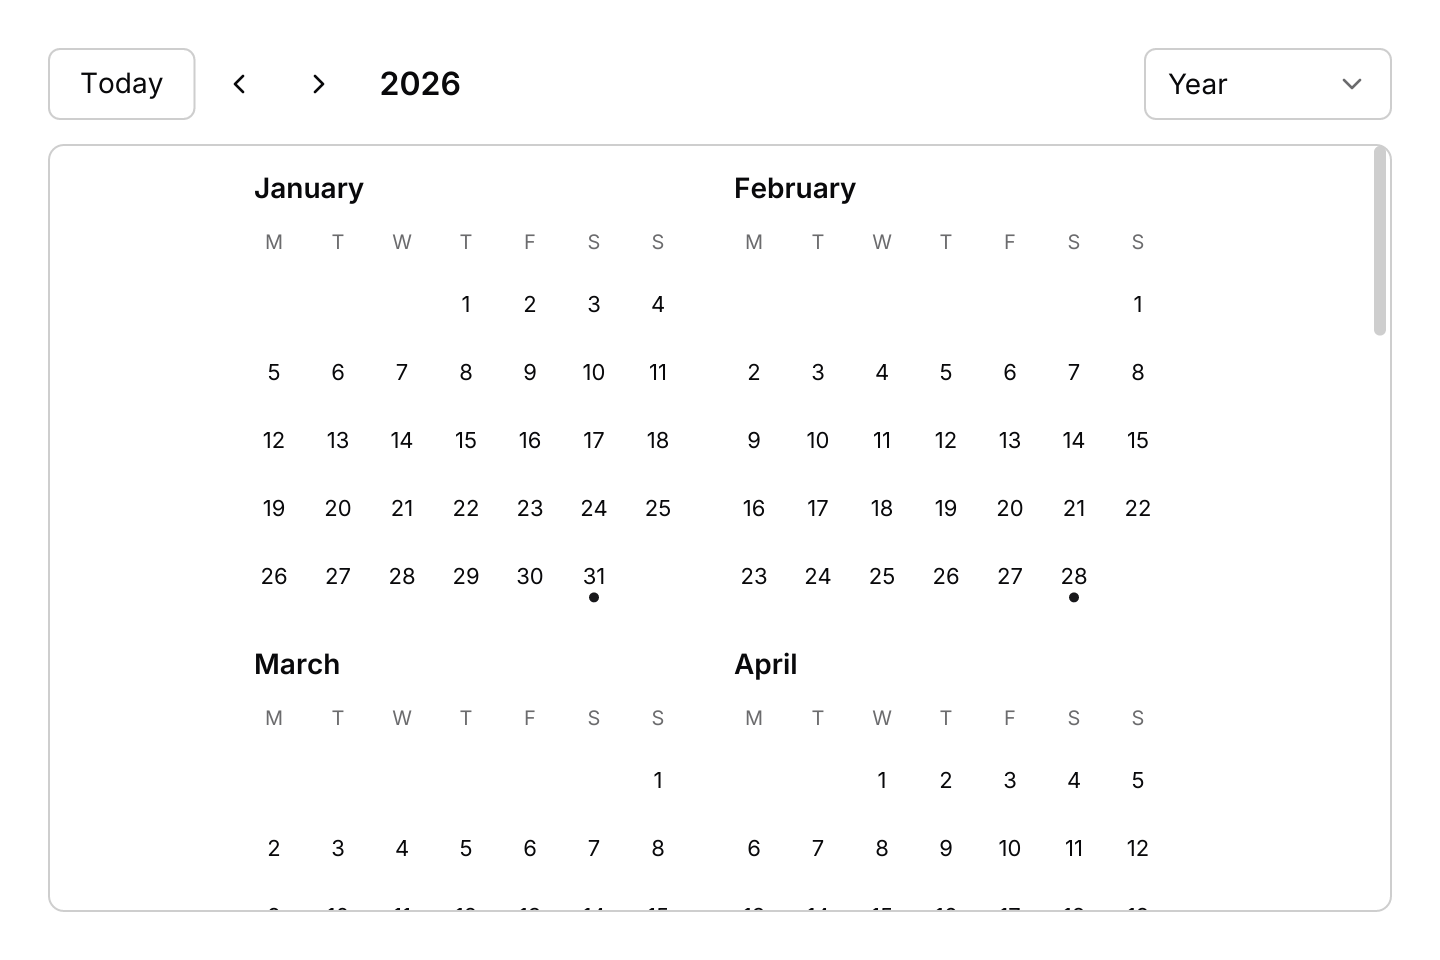 Today 2026 Year
January February
M T W T F S S M T W T F S S
1 2 3 4 1
5 6 7 8 9 10 11 2 3 4 5 6 7 8
12 13 14 15 16 17 18 9 10 11 12 13 14 15
19 20 21 22 23 24 25 16 17 18 19 20 21 22
26 27 28 29 30 31 23 24 25 26 27 28
March April
M T W T F S S M T W T F S S
1 1 2 3 4 5
2 3 4 5 6 7 8 6 7 8 9 10 11 12